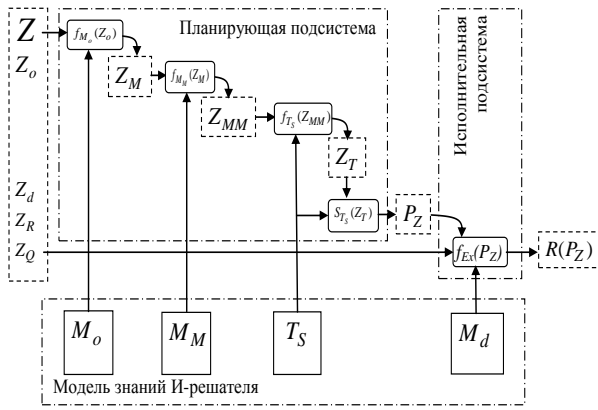 Планирующая подсистема
Исполнительная
подсистема
Z
Z_o
Z_d
Z_R
Z_Q
f_{M_o}(Z_o)
Z_M
f_{M_M}(Z_M)
Z_{MM}
f_{T_S}(Z_{MM})
Z_T
S_{T_S}(Z_T)
P_Z
f_{Ex}(P_Z)
R(P_Z)
M_o
M_M
T_S
M_d
Модель знаний И-решателя